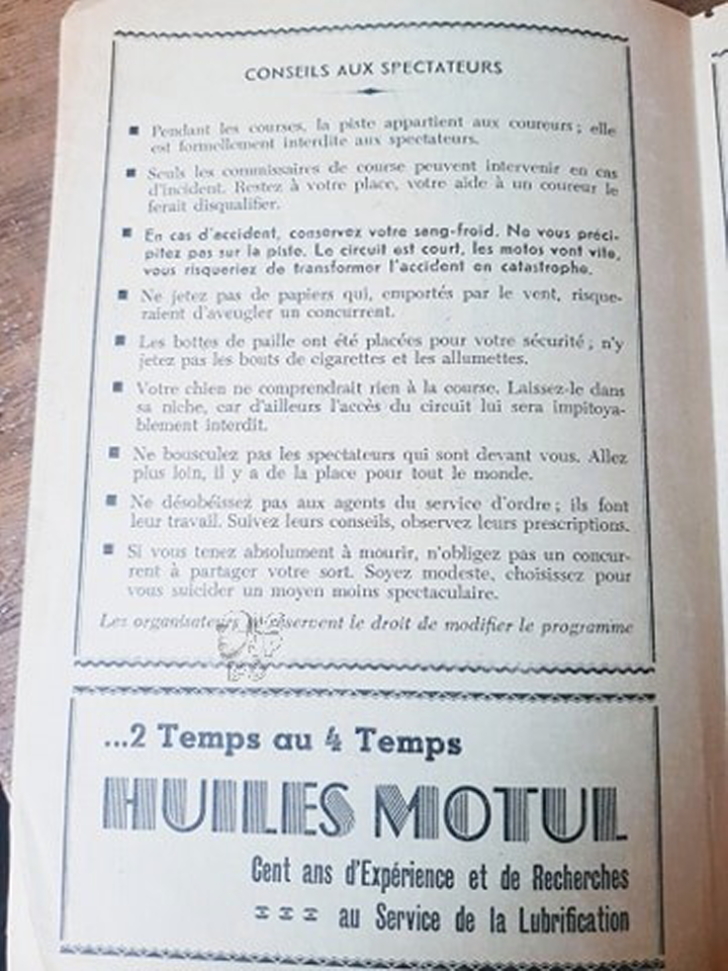 CONSEILS AUX SPECTATEURS
■ Pendant les courses, la piste appartient aux coureurs ; elle
est formellement interdite aux spectateurs.
■ Seuls les commissaires de course peuvent intervenir en cas
d'incident. Restez à votre place, votre aide à un coureur le
ferait disqualifier.
■ En cas d'accident, conservez votre sang-froid. Ne vous préci-
pitez pas sur la piste. Le circuit est court, les motos vont vite,
vous risqueriez de transformer l'accident en catastrophe.
■ Ne jetez pas de papiers qui, emportés par le vent, risque-
raient d'aveugler un concurrent.
■ Les bottes de paille ont été placées pour votre sécurité ; n'y
jetez pas les bouts de cigarettes et les allumettes.
■ Votre chien ne comprendrait rien à la course. Laissez-le dans
sa niche, car d'ailleurs l'accès du circuit lui sera impitoya-
blement interdit.
■ Ne bousculez pas les spectateurs qui sont devant vous. Allez
plus loin, il y a de la place pour tout le monde.
■ Ne désobéissez pas aux agents du service d'ordre ; ils font
leur travail. Suivez leurs conseils, observez leurs prescriptions.
■ Si vous tenez absolument à mourir, n'obligez pas un concur-
rent à partager votre sort. Soyez modeste, choisissez pour
vous suicider un moyen moins spectaculaire.
Les organisateurs se réservent le droit de modifier le programme
...2 Temps au 4 Temps
HUILES MOTUL
Cent ans d'Expérience et de Recherches
au Service de la Lubrification